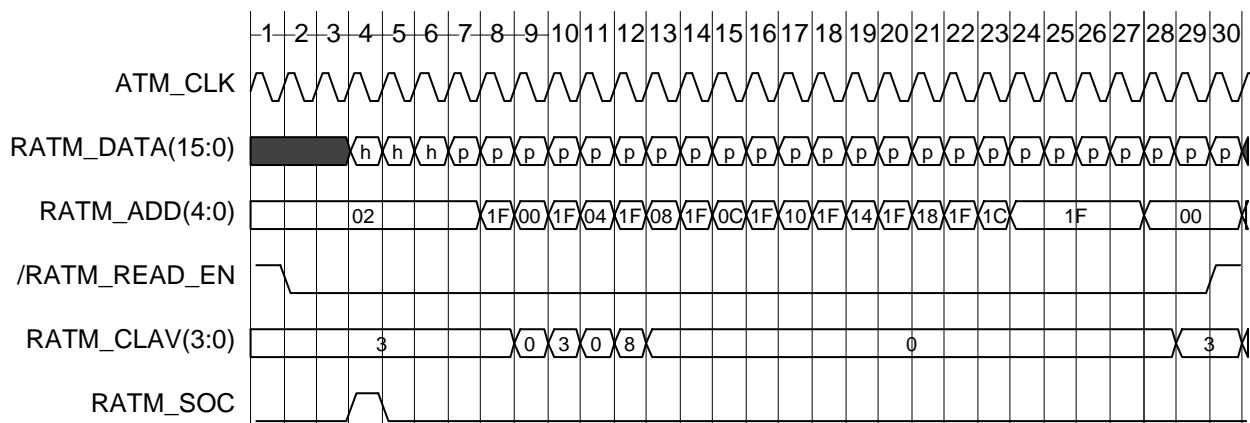 1 2 3 4 5 6 7 8 9 10 11 12 13 14 15 16 17 18 19 20 21 22 23 24 25 26 27 28 29 30
ATM_CLK
RATM_DATA(15:0) h h h p p p p p p p p p p p p p p p p p p p p p p p p
RATM_ADD(4:0) 02 1F 00 1F 04 1F 08 1F 0C 1F 10 1F 14 1F 18 1F 1C 1F 00
/RATM_READ_EN
RATM_CLAV(3:0) 3 0 3 0 8 0 3
RATM_SOC